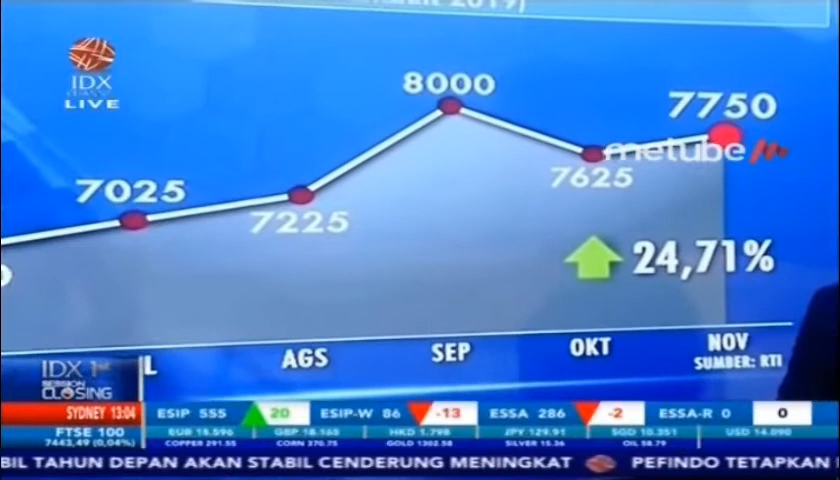 2019)
IDX
LIVE
8000
7750
metube
7025
7625
7225
24,71%
AGS
SEP
OKT
NOV
SUMBER: RTI
IDX 1st
SESSION
CLOSING
SYDNEY 13:04
ESIP 555 20 ESIP-W 86 -13 ESSA 286 -2 ESSA-R 0 0
FTSE 100
EUR 15.596 GBP 18.160 HKD 1.798 JPY 129.91 SGD 10.351 USD 14.090
7443,49 (0,04%)
COPPER 291.55 CORN 370.75 GOLD 1302.58 SILVER 15.36 OIL 58.79
BIL TAHUN DEPAN AKAN STABIL CENDERUNG MENINGKAT PEFINDO TETAPKAN